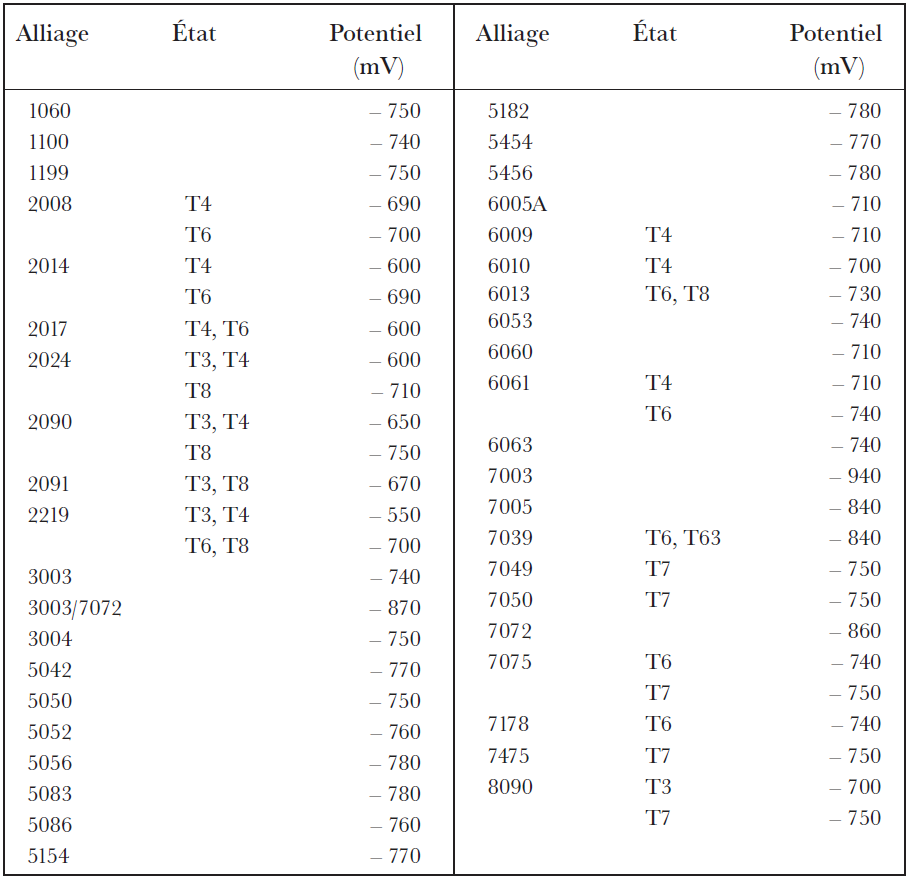 Alliage État Potentiel
(mV)
1060 – 750
1100 – 740
1199 – 750
2008 T4 – 690
T6 – 700
2014 T4 – 600
T6 – 690
2017 T4, T6 – 600
2024 T3, T4 – 600
T8 – 710
2090 T3, T4 – 650
T8 – 750
2091 T3, T8 – 670
2219 T3, T4 – 550
T6, T8 – 700
3003 – 740
3003/7072 – 870
3004 – 750
5042 – 770
5050 – 750
5052 – 760
5056 – 780
5083 – 780
5086 – 760
5154 – 770
Alliage État Potentiel
(mV)
5182 – 780
5454 – 770
5456 – 780
6005A – 710
6009 T4 – 710
6010 T4 – 700
6013 T6, T8 – 730
6053 – 740
6060 – 710
6061 T4 – 710
T6 – 740
6063 – 740
7003 – 940
7005 – 840
7039 T6, T63 – 840
7049 T7 – 750
7050 T7 – 750
7072 – 860
7075 T6 – 740
T7 – 750
7178 T6 – 740
7475 T7 – 750
8090 T3 – 700
T7 – 750